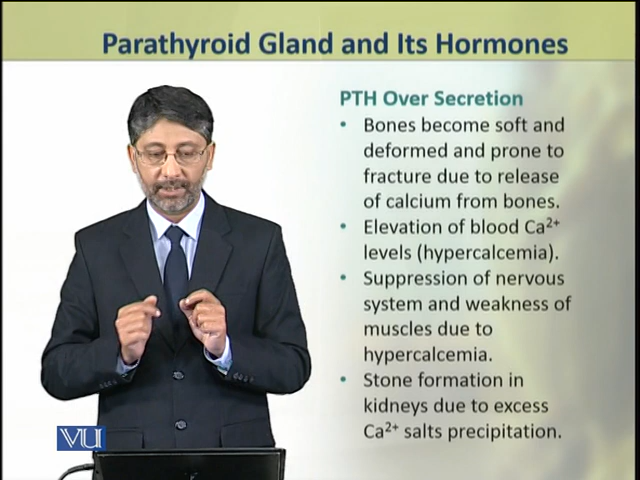 Parathyroid Gland and Its Hormones
PTH Over Secretion
• Bones become soft and
deformed and prone to
fracture due to release
of calcium from bones.
• Elevation of blood Ca²⁺
levels (hypercalcemia).
• Suppression of nervous
system and weakness of
muscles due to
hypercalcemia.
• Stone formation in
kidneys due to excess
Ca²⁺ salts precipitation.
VU